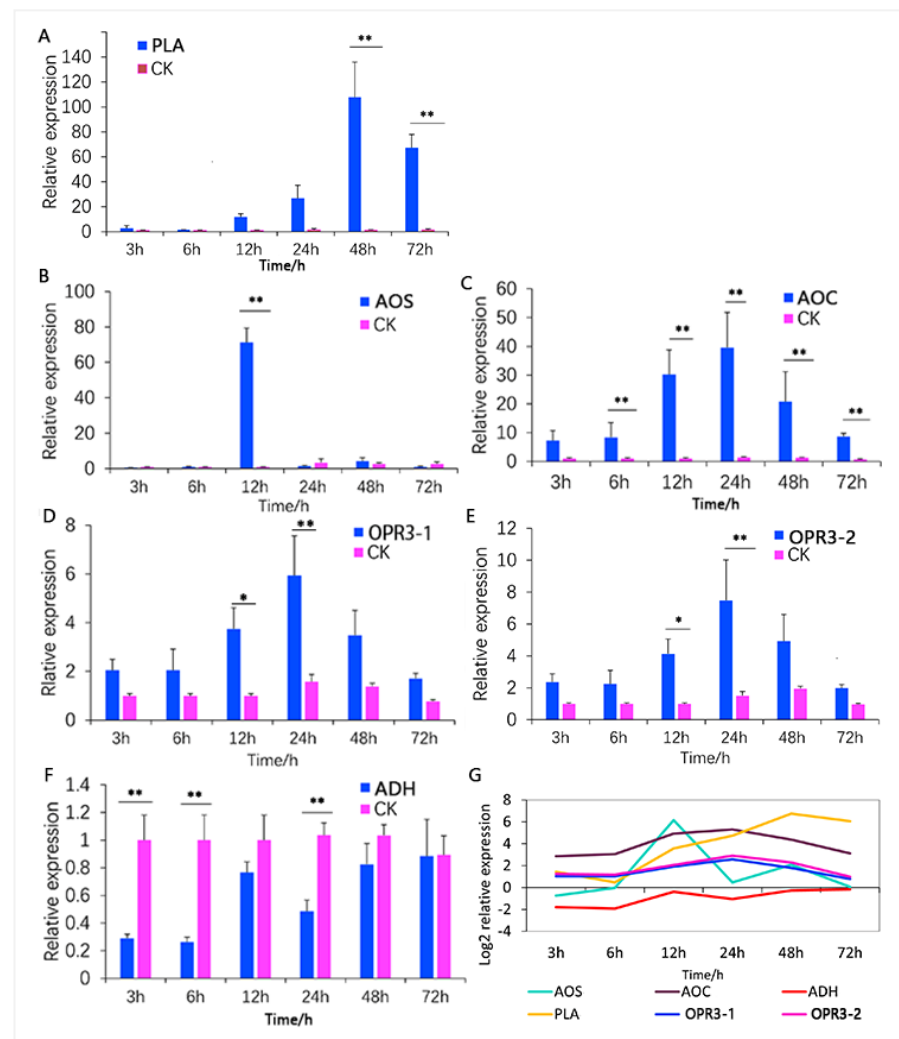 A
PLA
CK
**
**
Relative expression
140
120
100
80
60
40
20
0
3h 6h 12h 24h 48h 72h
Time/h
B
AOS
CK
**
Relative expression
100
80
60
40
20
0
3h 6h 12h 24h 48h 72h
Time/h
C
AOC
CK
**
**
**
**
**
Relative expression
60
50
40
30
20
10
0
3h 6h 12h 24h 48h 72h
Time/h
D
OPR3-1
CK
*
**
Rlative expression
8
6
4
2
0
3h 6h 12h 24h 48h 72h
Time/h
E
OPR3-2
CK
*
**
Relative expression
12
10
8
6
4
2
0
3h 6h 12h 24h 48h 72h
Time/h
F
ADH
CK
**
**
**
Relative expression
1.4
1.2
1
0.8
0.6
0.4
0.2
0
3h 6h 12h 24h 48h 72h
Time/h
G
Log2 relative expression
8
6
4
2
0
-2
-4
3h 6h 12h 24h 48h 72h
Time/h
AOS AOC ADH
PLA OPR3-1 OPR3-2